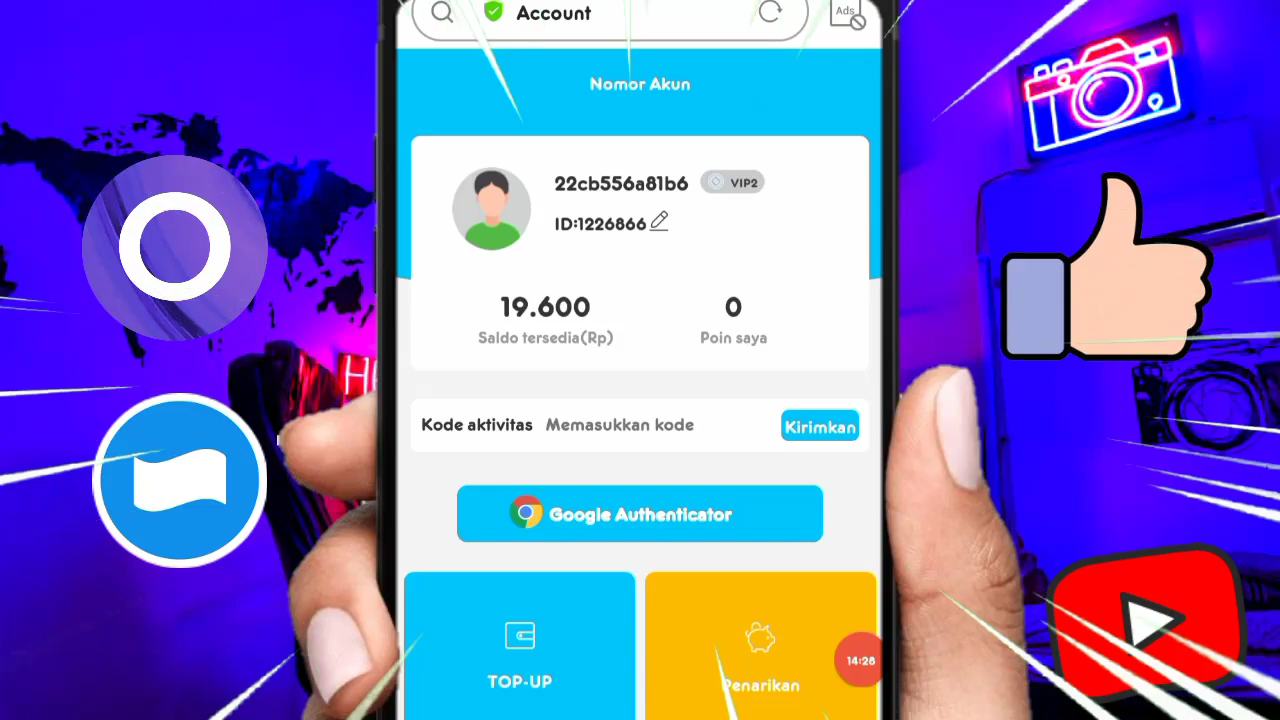 Account
Ads
Nomor Akun
22cb556a81b6 VIP2
ID:1226866
19.600 0
Saldo tersedia(Rp) Poin saya
Kode aktivitas Memasukkan kode Kirimkan
Google Authenticator
TOP-UP Penarikan
14:28